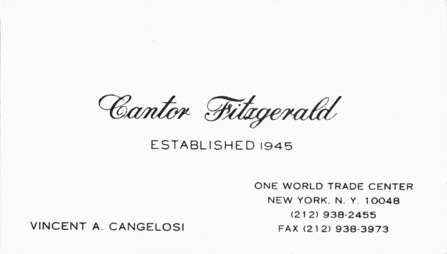 Cantor Fitzgerald
ESTABLISHED 1945
ONE WORLD TRADE CENTER
NEW YORK, N. Y. 10048
(212) 938-2455
FAX (212) 938-3973
VINCENT A. CANGELOSI